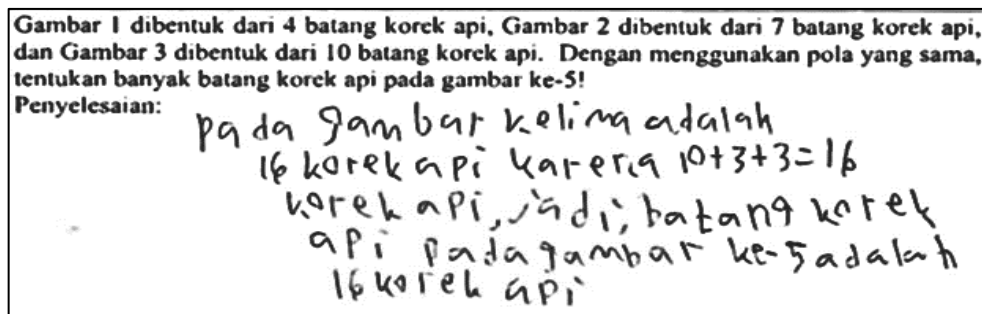 Gambar 1 dibentuk dari 4 batang korek api, Gambar 2 dibentuk dari 7 batang korek api,
dan Gambar 3 dibentuk dari 10 batang korek api. Dengan menggunakan pola yang sama,
tentukan banyak batang korek api pada gambar ke-5!
Penyelesaian:
pada gambar kelima adalah
16 korek api karena 10+3+3=16
korek api, jadi, batang korek
api pada gambar ke-5 adalah
16 korek api